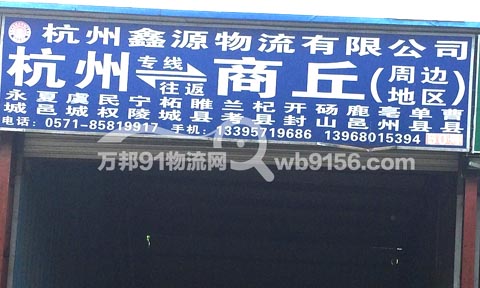 杭州鑫源物流有限公司
杭州 专线往返 商丘(周边地区)
永夏虞民宁柘睢兰杞开砀鹿亳单曹
城邑城权陵城县考县封山邑州县县
电话:0571-85819917 手机:13395719686 13968015394
万邦91物流网 wb9156.com